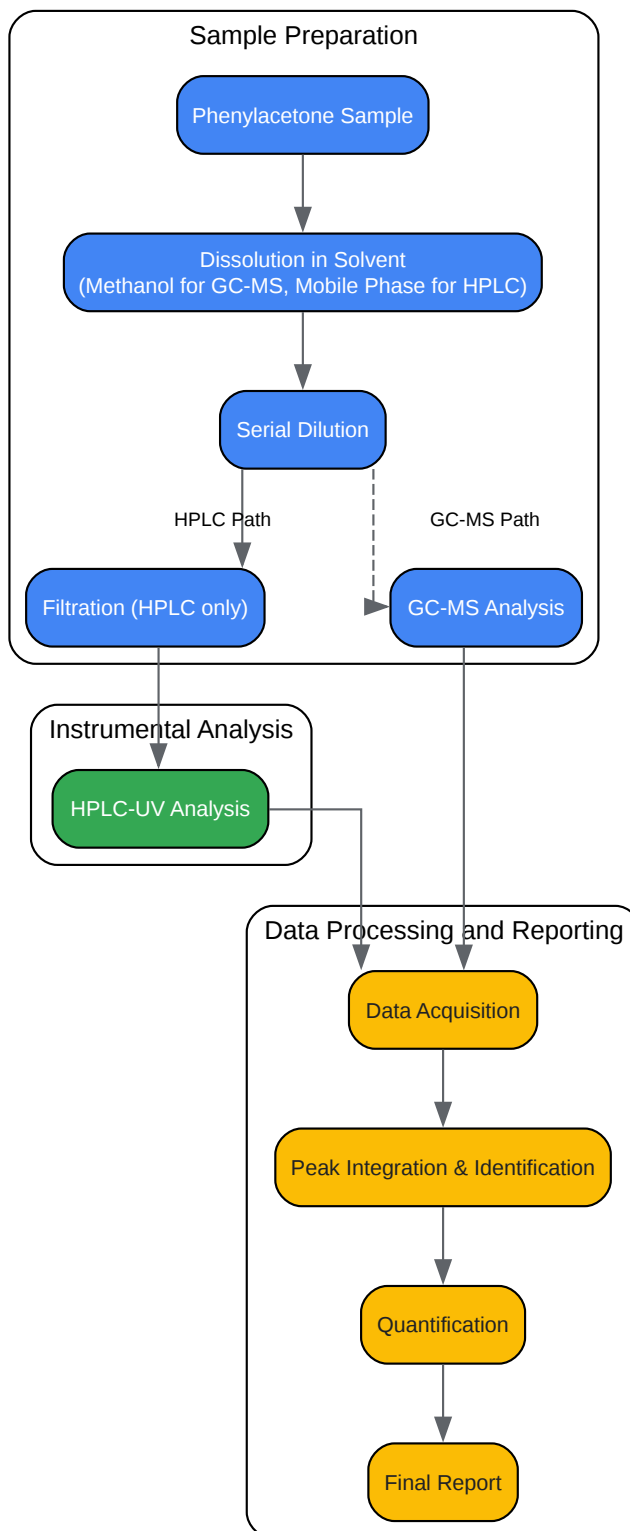 Sample Preparation
Phenylacetone Sample
Dissolution in Solvent
(Methanol for GC-MS, Mobile Phase for HPLC)
Serial Dilution
HPLC Path
GC-MS Path
Filtration (HPLC only)
GC-MS Analysis
Instrumental Analysis
HPLC-UV Analysis
Data Processing and Reporting
Data Acquisition
Peak Integration & Identification
Quantification
Final Report